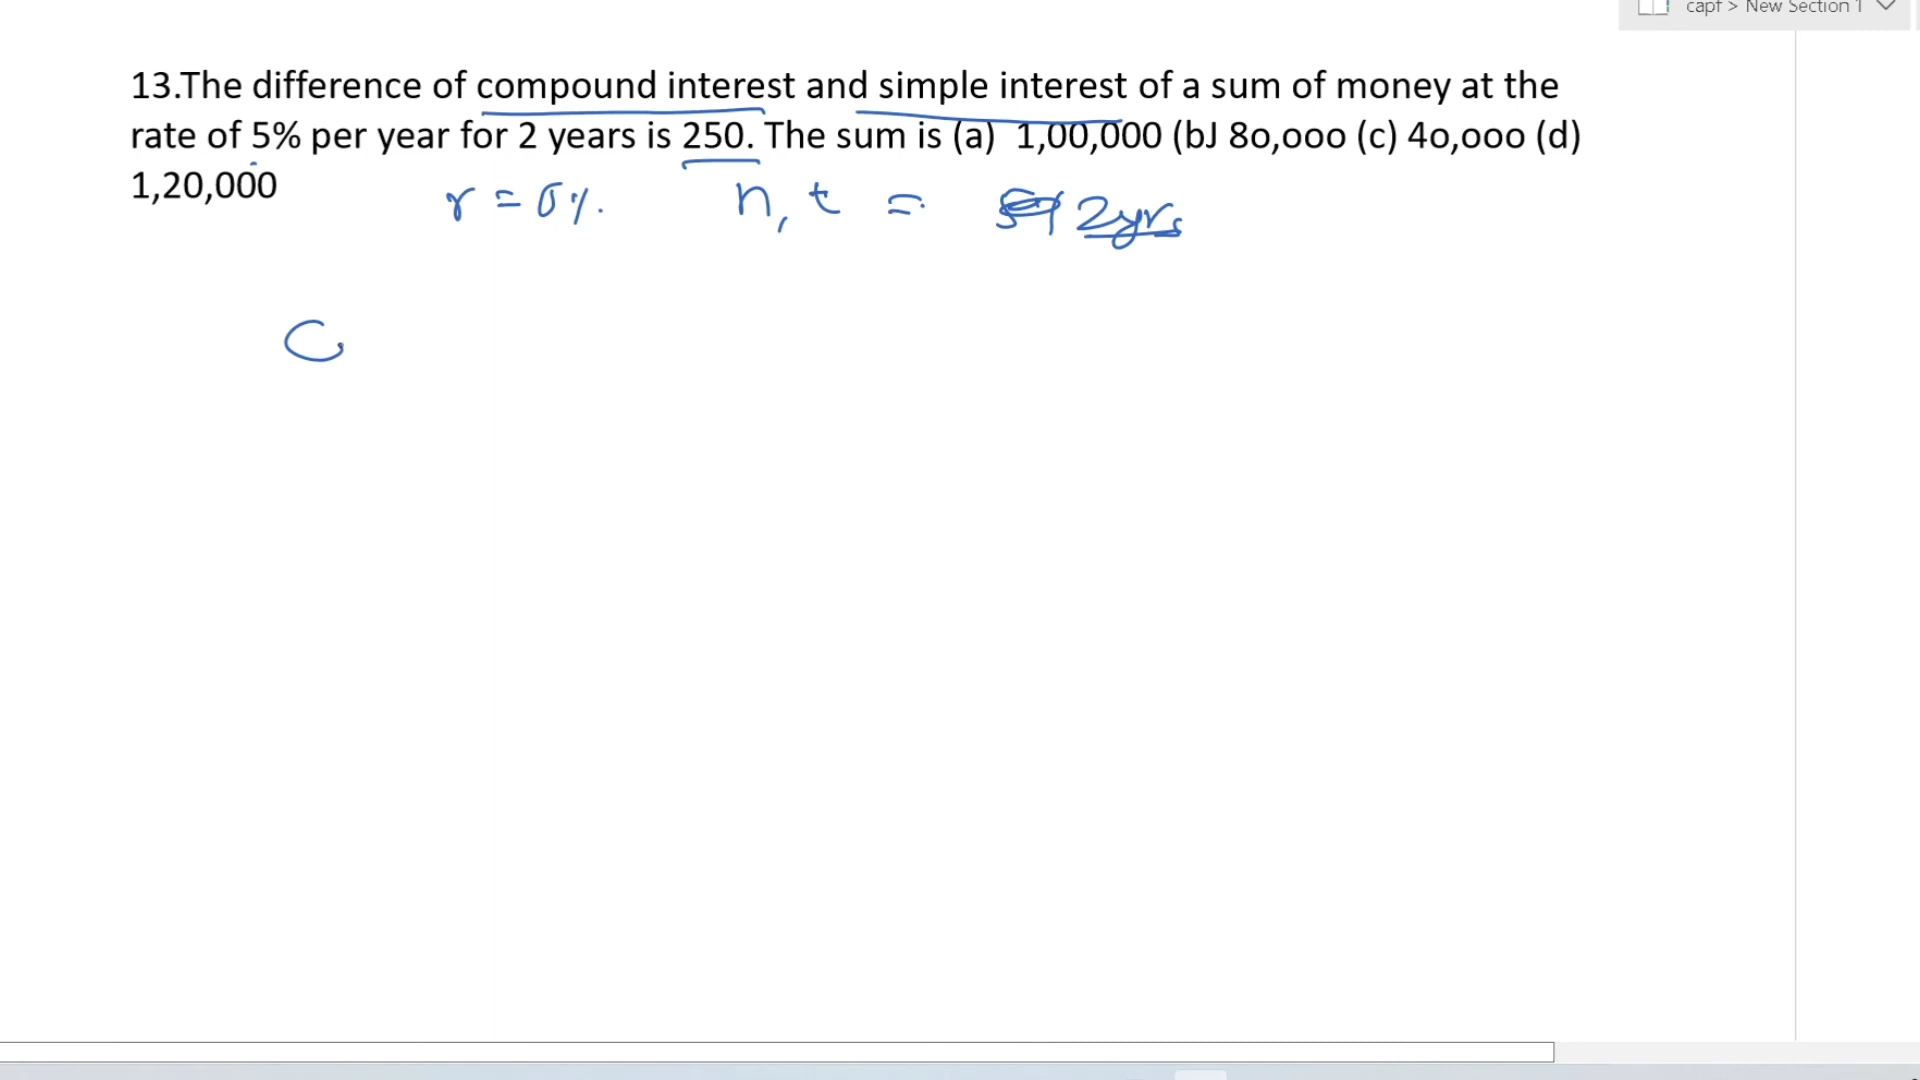 capf > New Section 1
13.The difference of compound interest and simple interest of a sum of money at the
rate of 5% per year for 2 years is 250. The sum is (a) 1,00,000 (bJ 8o,ooo (c) 4o,ooo (d)
1,20,000
r = 5%. n, t = 2yrs
C